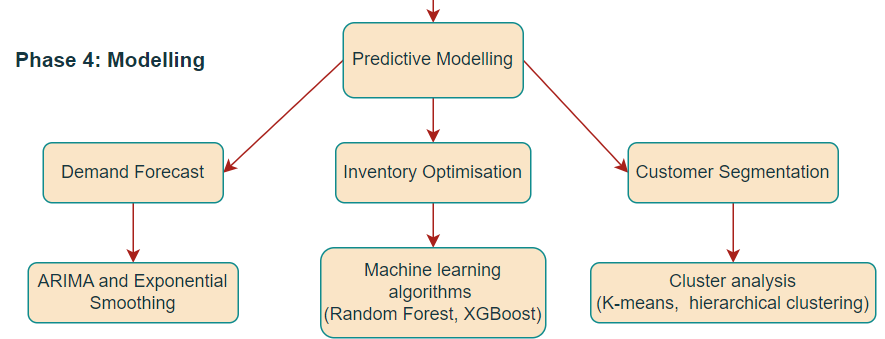 Phase 4: Modelling
Predictive Modelling
Demand Forecast
Inventory Optimisation
Customer Segmentation
ARIMA and Exponential
Smoothing
Machine learning
algorithms
(Random Forest, XGBoost)
Cluster analysis
(K-means,  hierarchical clustering)